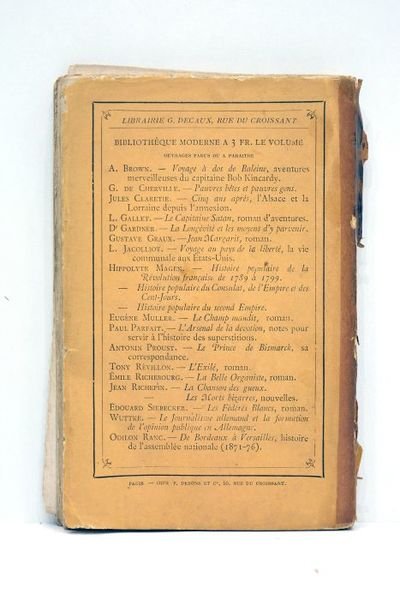 LIBRAIRIE G. DECAUX, RUE DU CROISSANT
BIBLIOTHÈQUE MODERNE A 3 FR. LE VOLUME
OUVRAGES PARUS OU A PARAITRE
A. BROWN. — Voyage à dos de Baleine, aventures
merveilleuses du capitaine Bob Kincardy.
G. DE CHERVILLE. — Pauvres bêtes et pauvres gens.
JULES CLARETIE. — Cinq ans après, l'Alsace et la
Lorraine depuis l'annexion.
L. GALLET. — Le Capitaine Satan, roman d'aventures.
Dr GARDNER. — La Longévité et les moyens d'y parvenir.
GUSTAVE GRAUX. — Jean Margarit, roman.
L. JACOLLIOT. — Voyage au pays de la liberté, la vie
communale aux États-Unis.
HIPPOLYTE MAGEN. — Histoire populaire de la
Révolution française de 1789 à 1799.
— Histoire populaire du Consulat, de l'Empire et des
Cent-Jours.
— Histoire populaire du second Empire.
EUGÈNE MULLER. — Le Champ maudit, roman.
PAUL PARFAIT. — L'Arsenal de la dévotion, notes pour
servir à l'histoire des superstitions.
ANTONIN PROUST. — Le Prince de Bismarck, sa
correspondance.
TONY RÉVILLON. — L'Exilé, roman.
ÉMILE RICHEBOURG. — La Belle Organiste, roman.
JEAN RICHEPIN. — La Chanson des gueux.
— Les Morts bizarres, nouvelles.
EDOUARD SIEBECKER. — Les Fédérés Blancs, roman.
WUTTKE. — Le Journalisme allemand et la formation
de l'opinion publique en Allemagne.
ODILON RANC. — De Bordeaux à Versailles, histoire
de l'assemblée nationale (1871-76).
PARIS — IMP. F. DEBONS ET Cie, 16, RUE DU CROISSANT.